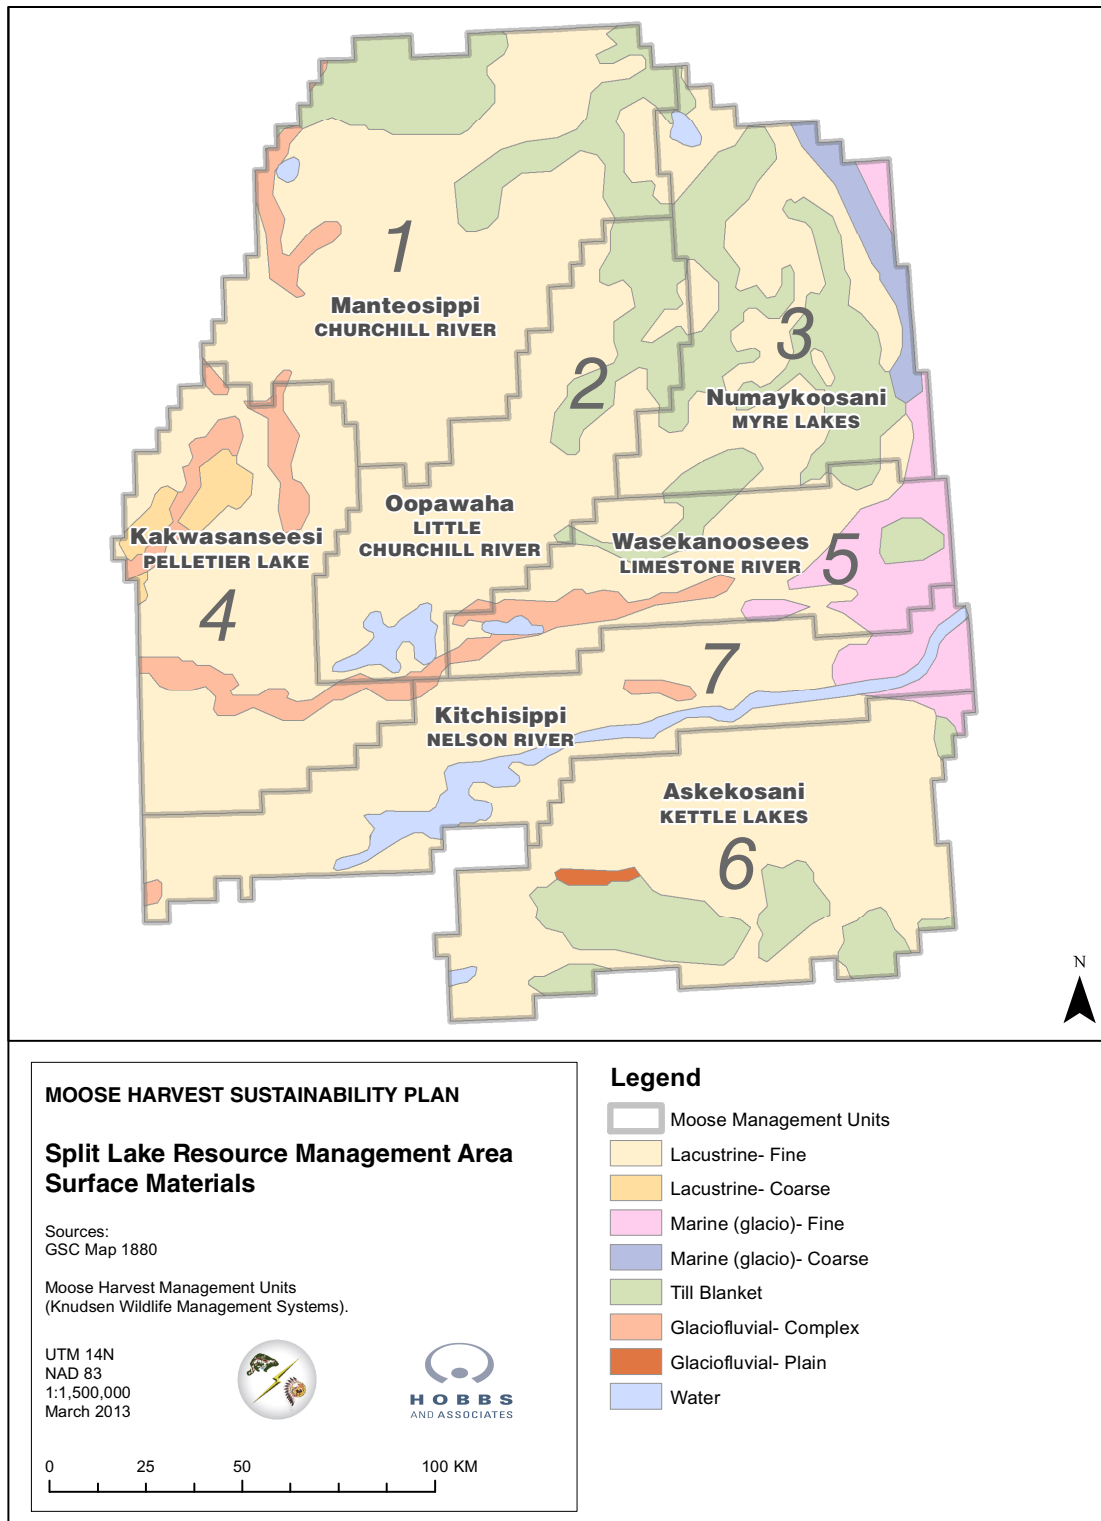 1
Manteosippi
CHURCHILL RIVER
2
3
Numaykoosani
MYRE LAKES
Oopawaha
LITTLE
CHURCHILL RIVER
Kakwasanseesi
PELLETIER LAKE
4
Wasekanoosees
LIMESTONE RIVER
5
7
Kitchisippi
NELSON RIVER
Askekosani
KETTLE LAKES
6
N
MOOSE HARVEST SUSTAINABILITY PLAN
Split Lake Resource Management Area
Surface Materials
Sources:
GSC Map 1880
Moose Harvest Management Units
(Knudsen Wildlife Management Systems).
UTM 14N
NAD 83
1:1,500,000
March 2013
HOBBS
AND ASSOCIATES
0 25 50 100 KM
Legend
Moose Management Units
Lacustrine- Fine
Lacustrine- Coarse
Marine (glacio)- Fine
Marine (glacio)- Coarse
Till Blanket
Glaciofluvial- Complex
Glaciofluvial- Plain
Water